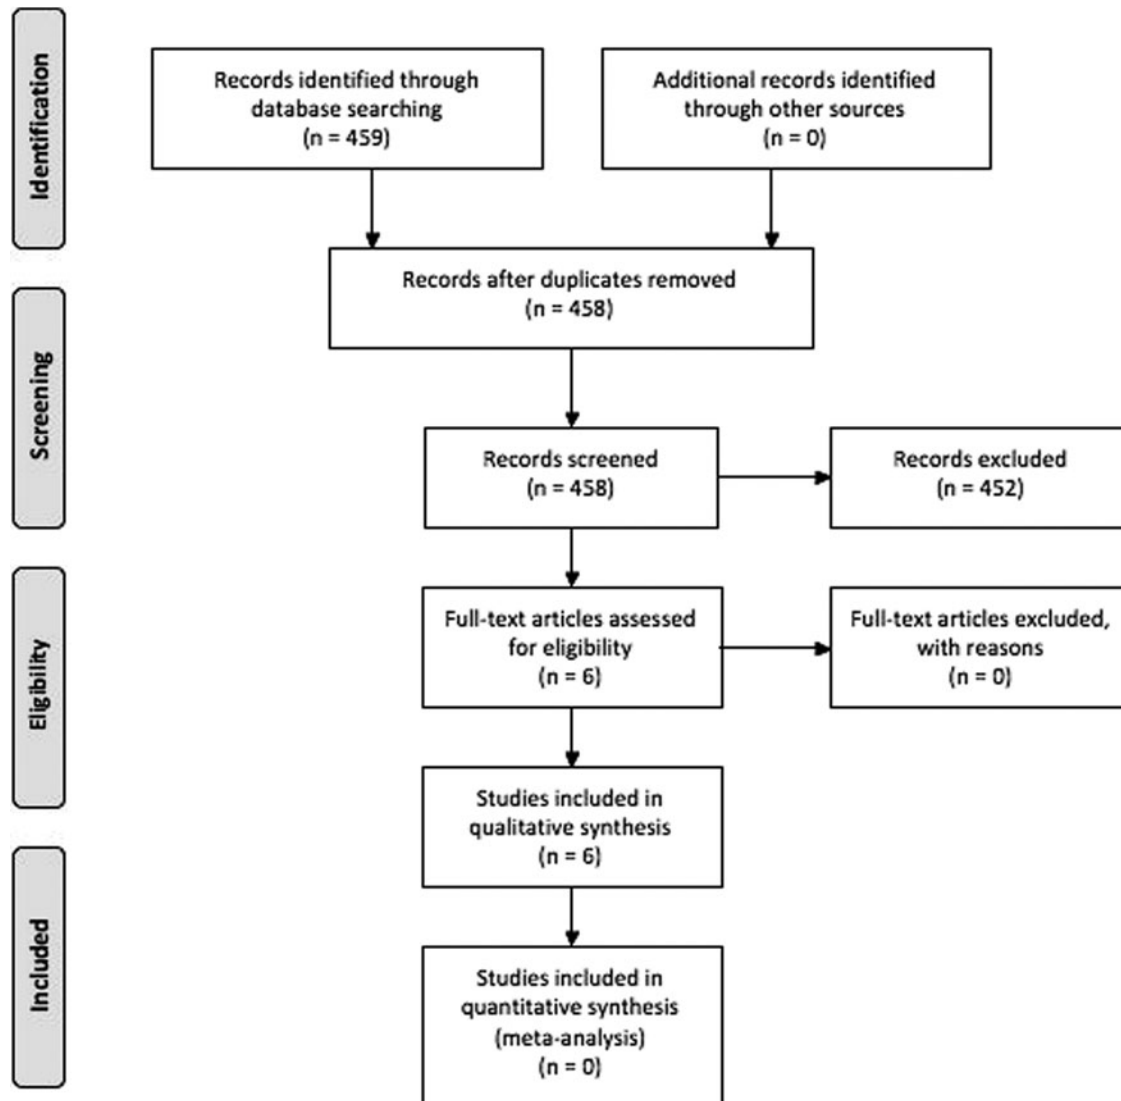 Identification
Records identified through
database searching
(n = 459)
Additional records identified
through other sources
(n = 0)
Records after duplicates removed
(n = 458)
Screening
Records screened
(n = 458)
Records excluded
(n = 452)
Eligibility
Full-text articles assessed
for eligibility
(n = 6)
Full-text articles excluded,
with reasons
(n = 0)
Studies included in
qualitative synthesis
(n = 6)
Included
Studies included in
quantitative synthesis
(meta-analysis)
(n = 0)